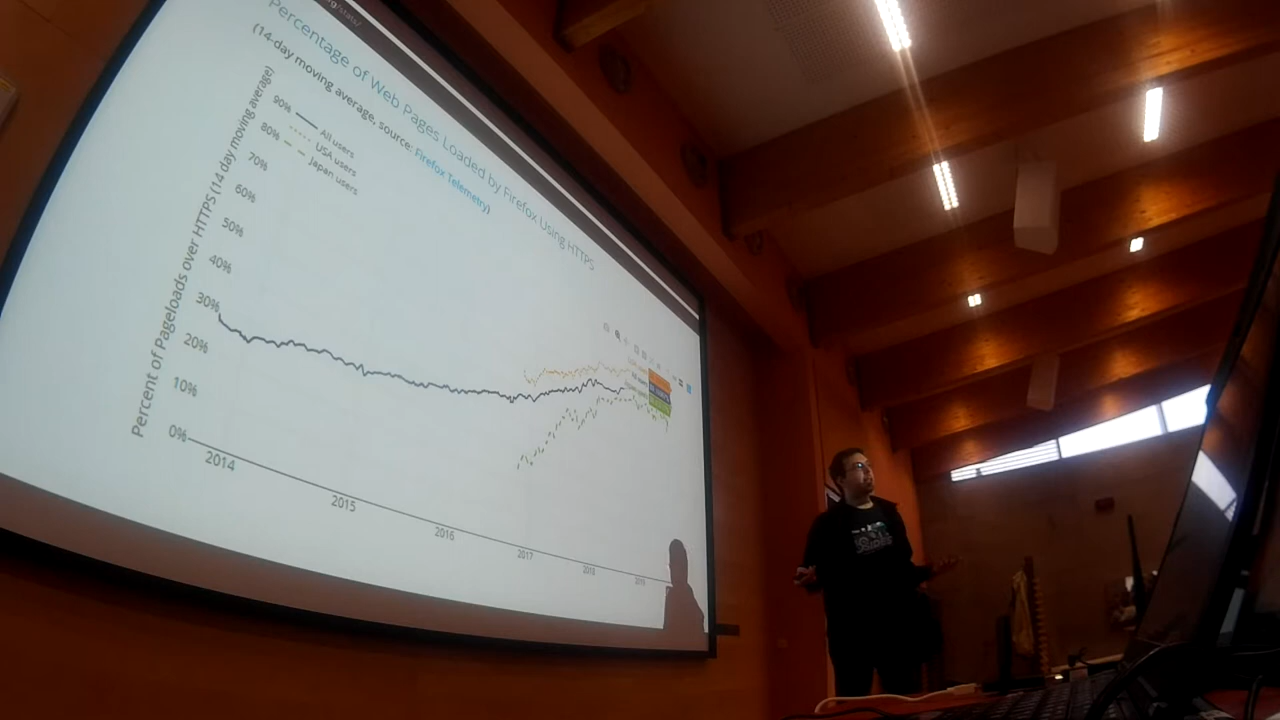 Percentage of Web Pages Loaded by Firefox Using HTTPS
(14-day moving average, source: Firefox Telemetry)
Percent of Pageloads over HTTPS (14 day moving average)
90%
80%
70%
60%
50%
40%
30%
20%
10%
0%
All users
USA users
Japan users
2014
2015
2016
2017
2018
2019